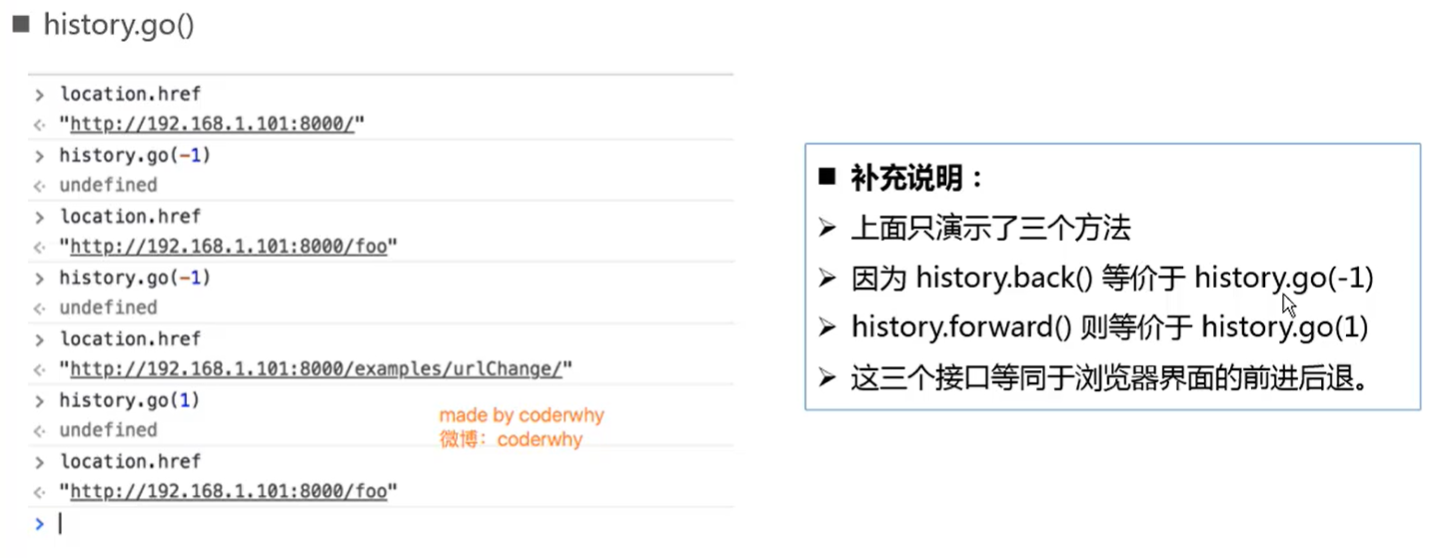 ■ history.go()
> location.href
<· "http://192.168.1.101:8000/"
> history.go(-1)
<· undefined
> location.href
<· "http://192.168.1.101:8000/foo"
> history.go(-1)
<· undefined
> location.href
<· "http://192.168.1.101:8000/examples/urlChange/"
> history.go(1)
<· undefined
> location.href
<· "http://192.168.1.101:8000/foo"
>
made by coderwhy
微博：coderwhy
■ 补充说明：
➢ 上面只演示了三个方法
➢ 因为 history.back() 等价于 history.go(-1)
➢ history.forward() 则等价于 history.go(1)
➢ 这三个接口等同于浏览器界面的前进后退。